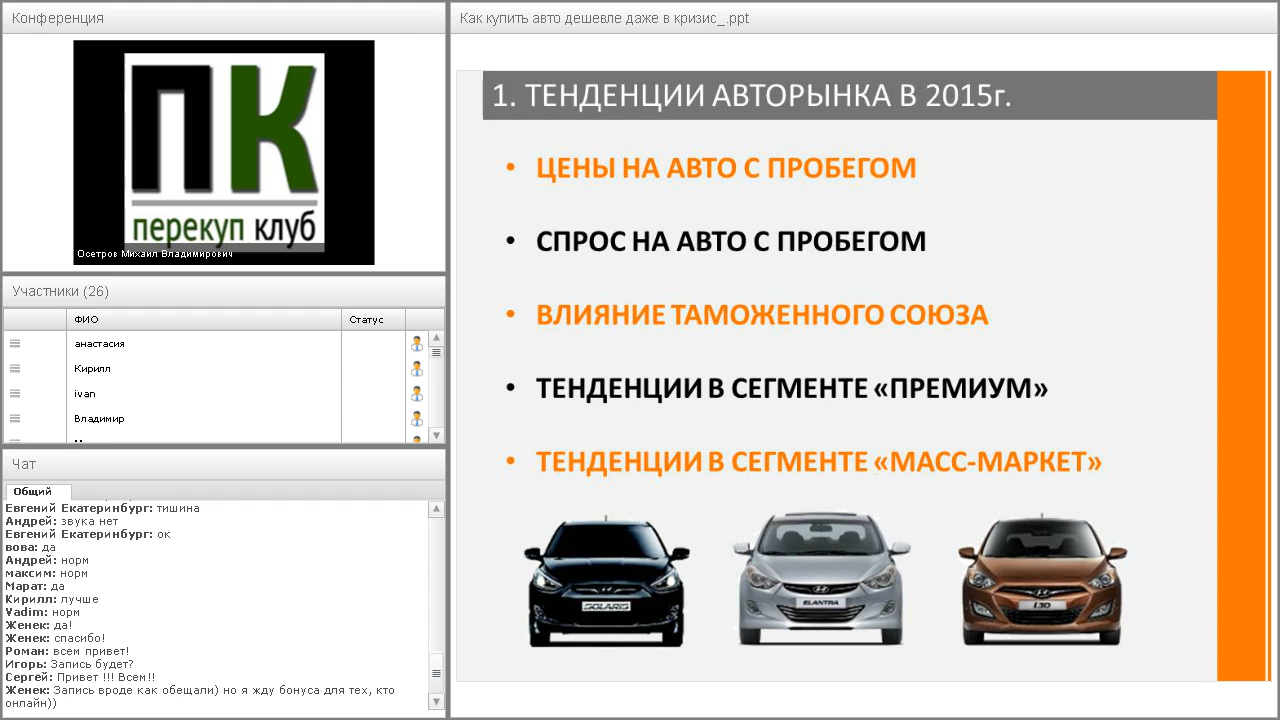 Конференция
ПК
перекуп клуб
Осетров Михаил Владимирович
Участники (26)
ФИО
Статус
анастасия
Кирилл
ivan
Владимир
Чат
Общий
Евгений Екатеринбург: тишина
Андрей: звука нет
Евгений Екатеринбург: ок
вова: да
Андрей: норм
максим: норм
Марат: да
Кирилл: лучше
Vadim: норм
Женек: да!
Женек: спасибо!
Роман: всем привет!
Игорь: Запись будет?
Сергей: Привет !!! Всем!!
Женек: Запись вроде как обещали) но я жду бонуса для тех, кто
онлайн))
Как купить авто дешевле даже в кризис_.ppt
1. ТЕНДЕНЦИИ АВТОРЫНКА В 2015г.
• ЦЕНЫ НА АВТО С ПРОБЕГОМ
• СПРОС НА АВТО С ПРОБЕГОМ
• ВЛИЯНИЕ ТАМОЖЕННОГО СОЮЗА
• ТЕНДЕНЦИИ В СЕГМЕНТЕ «ПРЕМИУМ»
• ТЕНДЕНЦИИ В СЕГМЕНТЕ «МАСС-МАРКЕТ»
SOLARIS
ELANTRA
i30